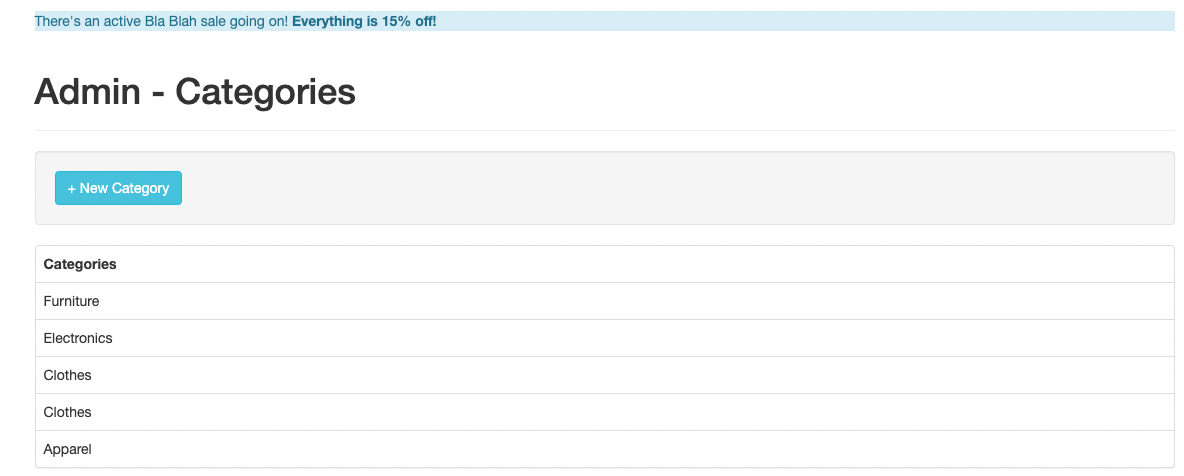 There's an active Bla Blah sale going on! Everything is 15% off!
Admin - Categories
+ New Category
Categories
Furniture
Electronics
Clothes
Clothes
Apparel